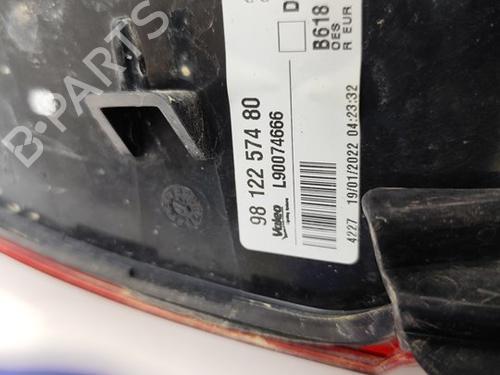 D
B618
OES
R EUR
98 122 574 80
L90074666
Valeo
4227 19/01/2022 04:23:32
B-PARTS